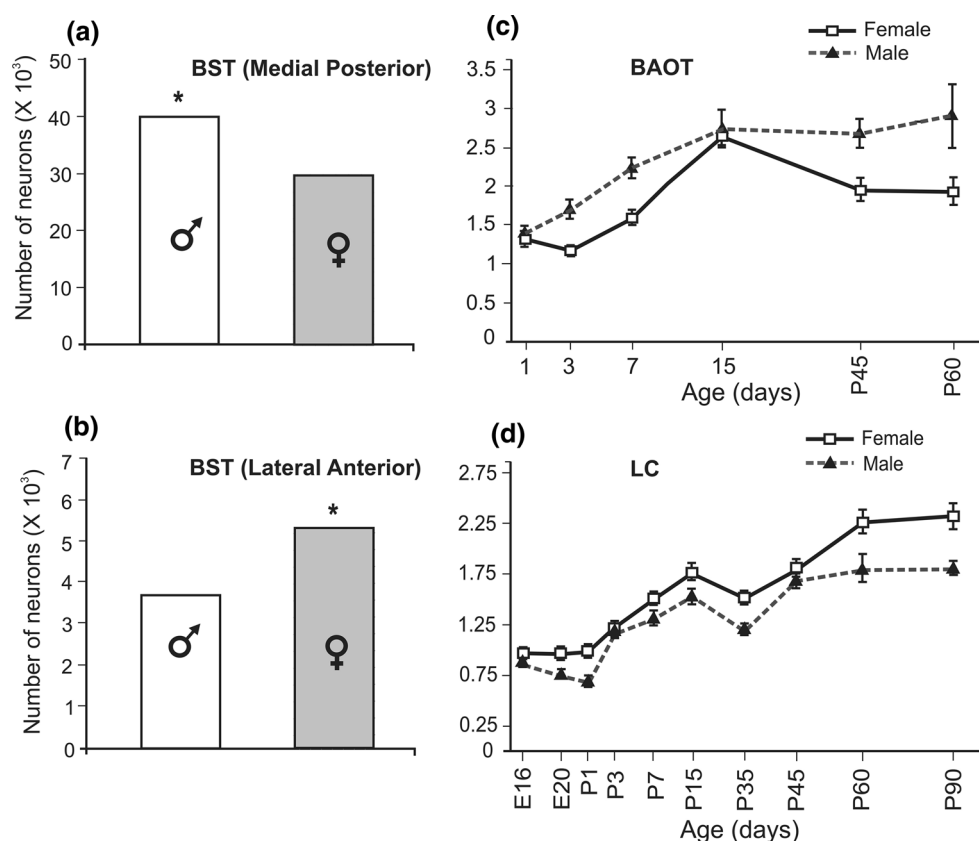 (a)
BST (Medial Posterior)
Number of neurons (X 10³)
50
40
30
20
10
0
*
♂
♀
(b)
BST (Lateral Anterior)
Number of neurons (X 10³)
7
6
5
4
3
2
1
0
*
♂
♀
(c)
BAOT
Female
Male
3.5
3
2.5
2
1.5
1
0.5
0
1 3 7 15 P45 P60
Age (days)
(d)
LC
Female
Male
2.75
2.25
1.75
1.25
0.75
0.25
0
E16 E20 P1 P3 P7 P15 P35 P45 P60 P90
Age (days)